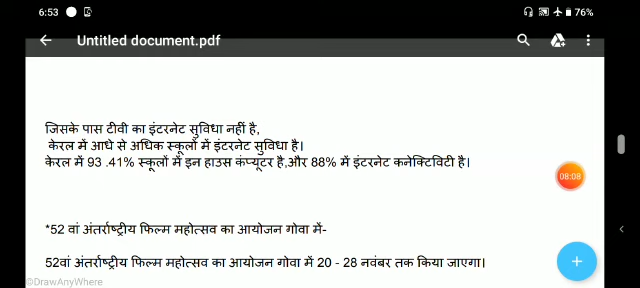 6:53
76%
Untitled document.pdf
जिसके पास टीवी का इंटरनेट सुविधा नहीं है,
केरल में आधे से अधिक स्कूलों में इंटरनेट सुविधा है।
केरल में 93 .41% स्कूलों में इन हाउस कंप्यूटर है,और 88% में इंटरनेट कनेक्टिविटी है।
08:08
*52 वां अंतर्राष्ट्रीय फिल्म महोत्सव का आयोजन गोवा में-
52वां अंतर्राष्ट्रीय फिल्म महोत्सव का आयोजन गोवा में 20 - 28 नवंबर तक किया जाएगा।
©DrawAnyWhere